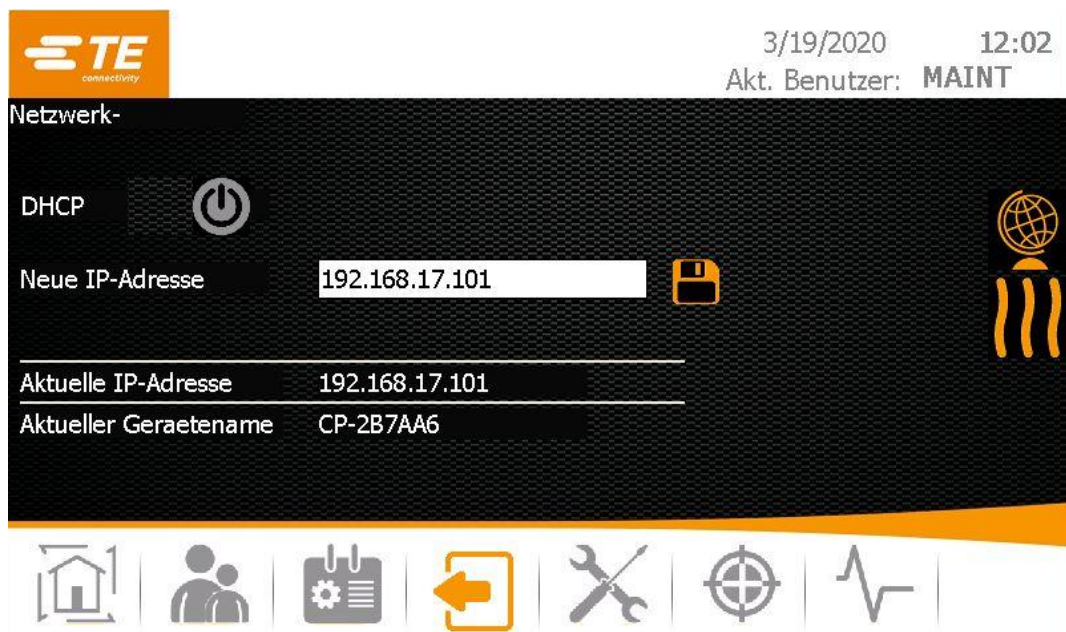 TE
connectivity
3/19/2020 12:02
Akt. Benutzer: MAINT
Netzwerk-
DHCP
Neue IP-Adresse 192.168.17.101
Aktuelle IP-Adresse 192.168.17.101
Aktueller Geraetename CP-2B7AA6